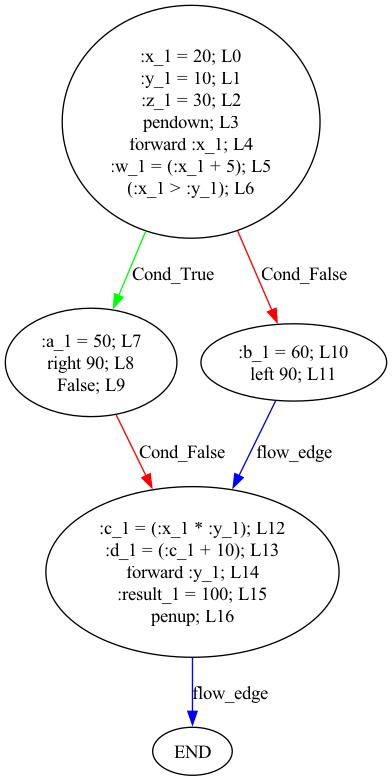 :x_1 = 20; L0
:y_1 = 10; L1
:z_1 = 30; L2
pendown; L3
forward :x_1; L4
:w_1 = (:x_1 + 5); L5
(:x_1 > :y_1); L6
Cond_True
Cond_False
:a_1 = 50; L7
right 90; L8
False; L9
:b_1 = 60; L10
left 90; L11
Cond_False
flow_edge
:c_1 = (:x_1 * :y_1); L12
:d_1 = (:c_1 + 10); L13
forward :y_1; L14
:result_1 = 100; L15
penup; L16
flow_edge
END